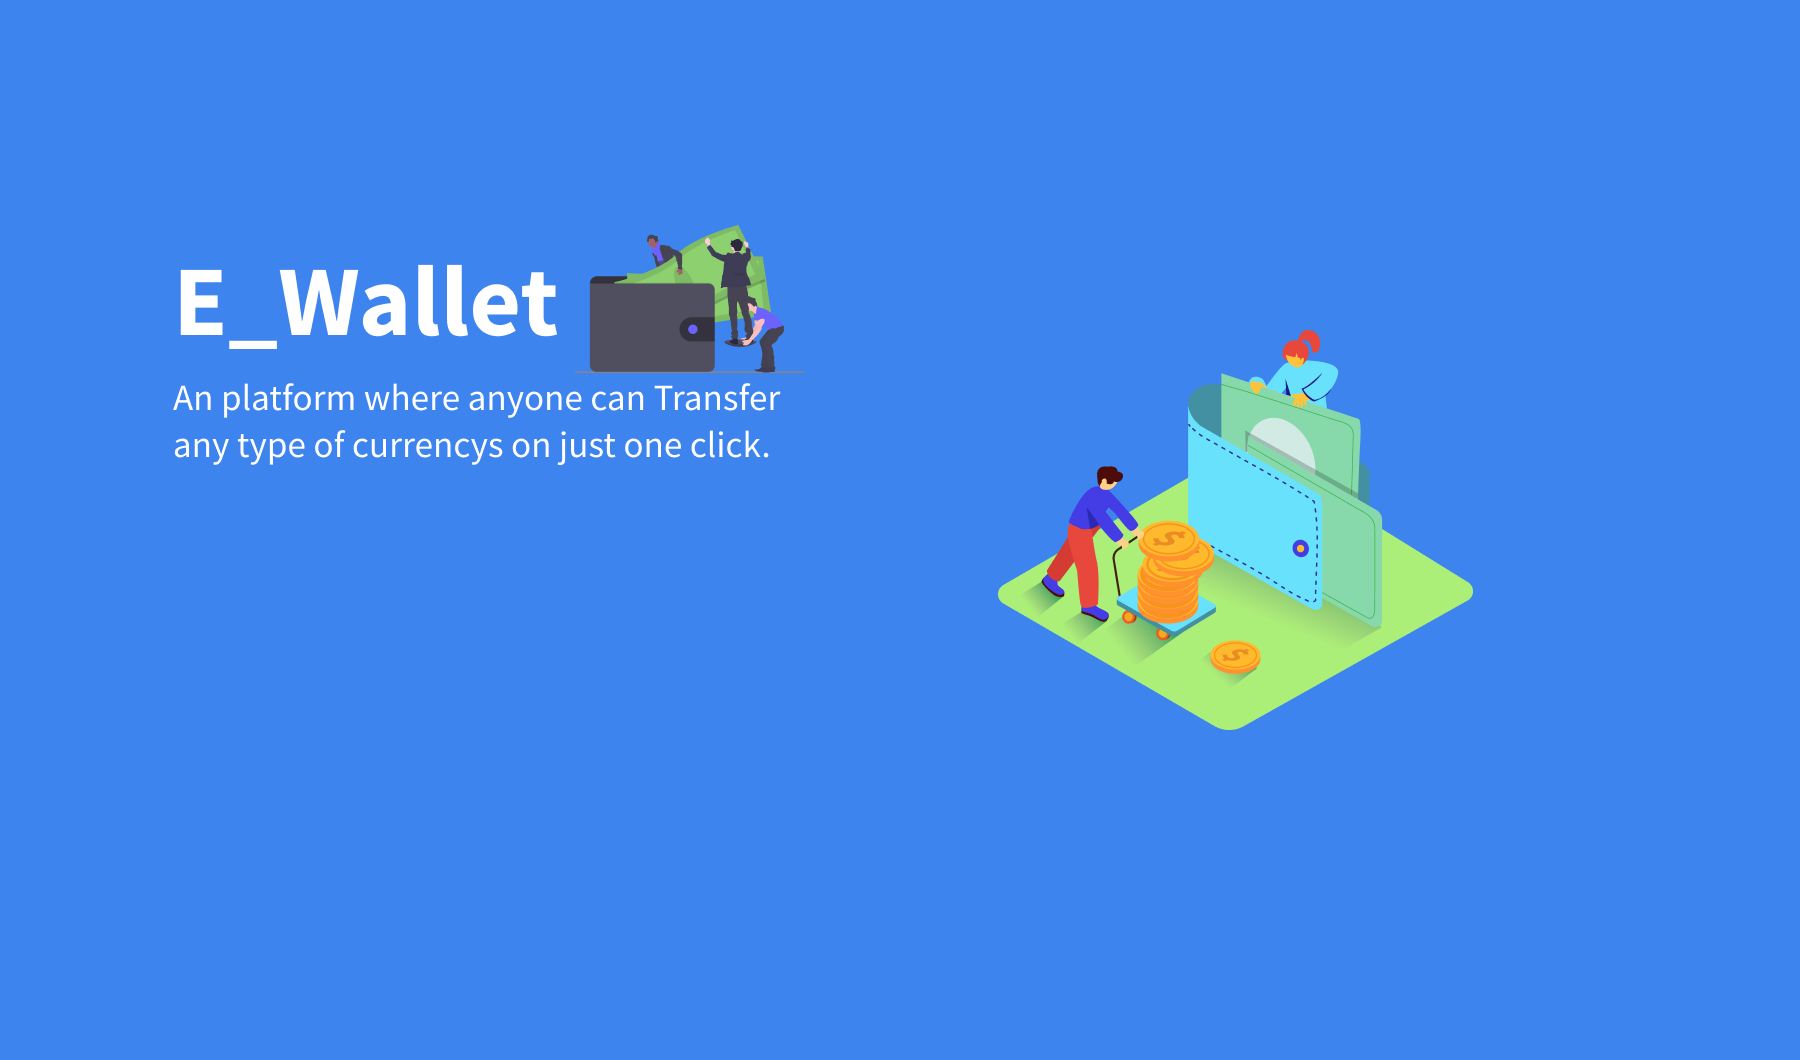 E_Wallet
An platform where anyone can Transfer
any type of currencys on just one click.